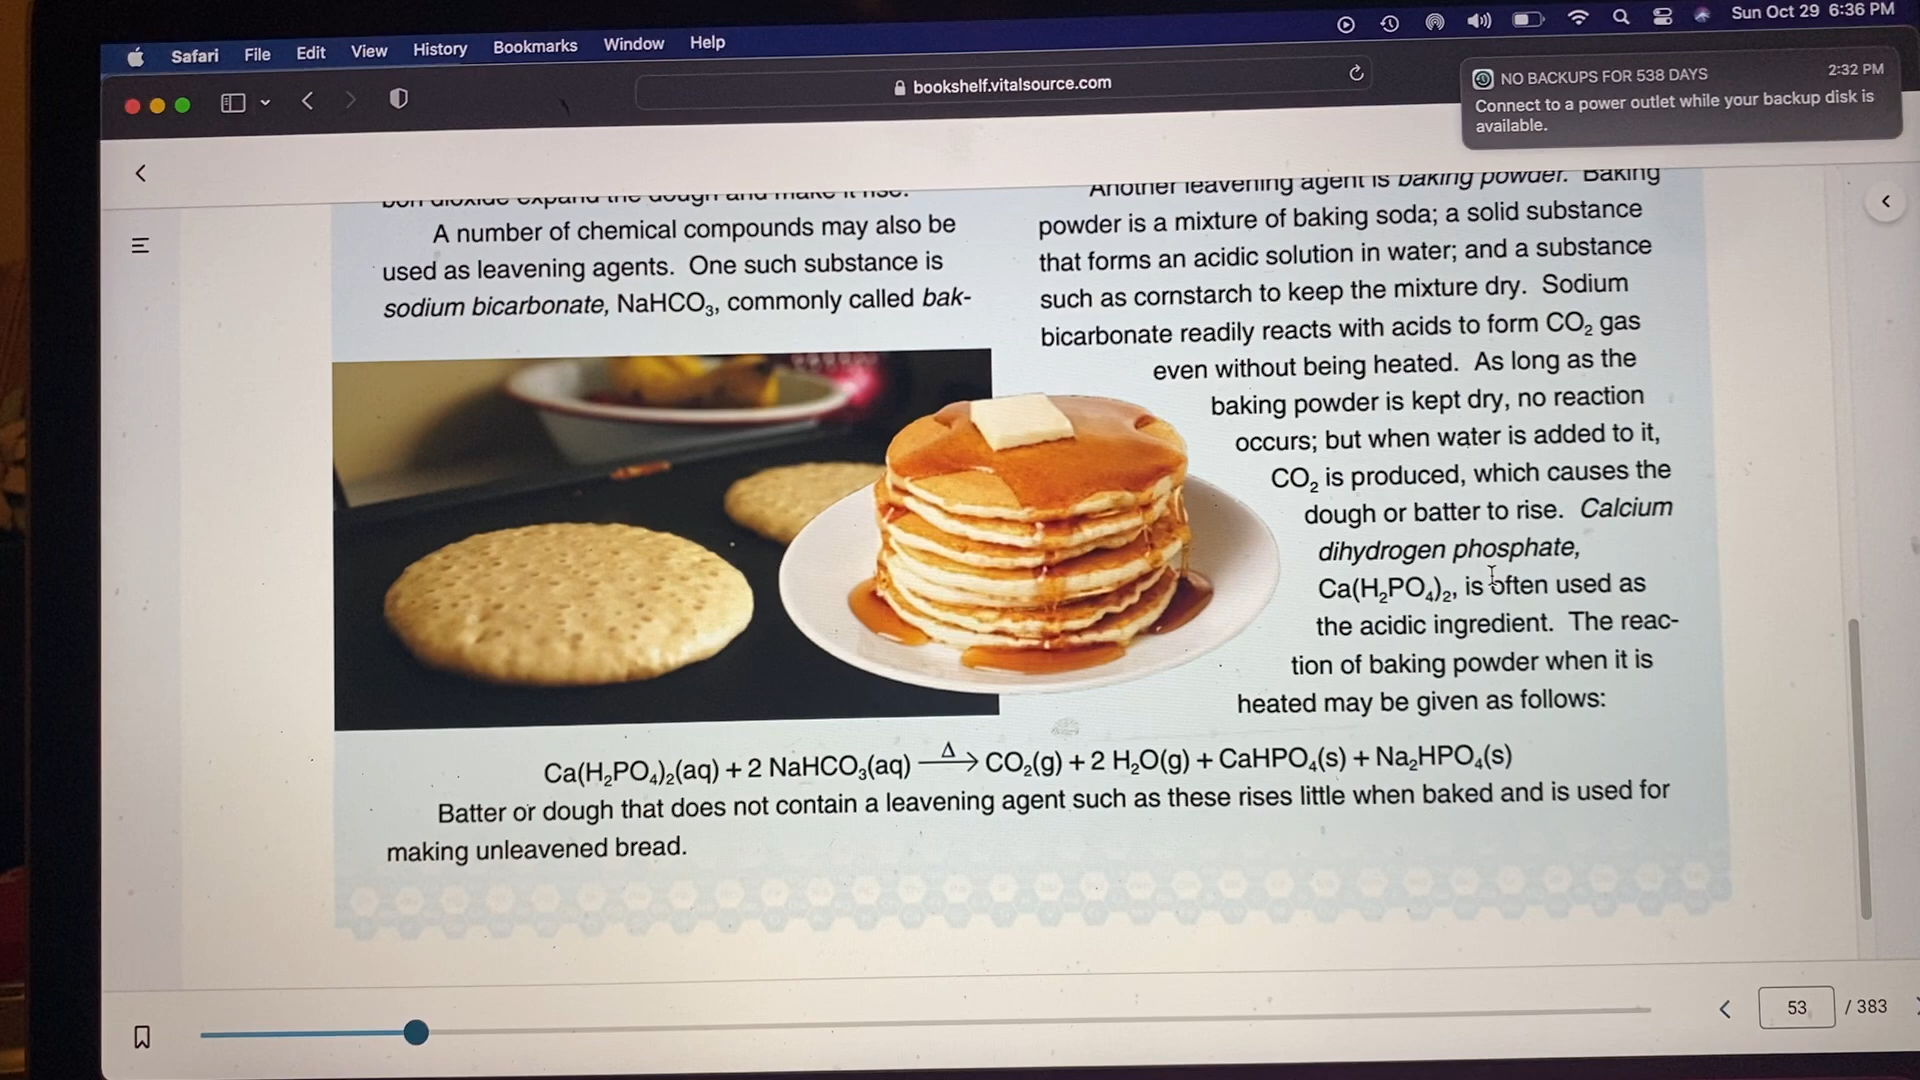 Safari File Edit View History Bookmarks Window Help
Sun Oct 29 6:36 PM
bookshelf.vitalsource.com
NO BACKUPS FOR 538 DAYS
2:32 PM
Connect to a power outlet while your backup disk is
available.
bon dioxide expand the dough and make it rise.
A number of chemical compounds may also be
used as leavening agents. One such substance is
sodium bicarbonate, NaHCO₃, commonly called bak-
Another leavening agent is baking powder. Baking
powder is a mixture of baking soda; a solid substance
that forms an acidic solution in water; and a substance
such as cornstarch to keep the mixture dry. Sodium
bicarbonate readily reacts with acids to form CO₂ gas
even without being heated. As long as the
baking powder is kept dry, no reaction
occurs; but when water is added to it,
CO₂ is produced, which causes the
dough or batter to rise. Calcium
dihydrogen phosphate,
Ca(H₂PO₄)₂, is often used as
the acidic ingredient. The reac-
tion of baking powder when it is
heated may be given as follows:
Ca(H₂PO₄)₂(aq) + 2 NaHCO₃(aq) —Δ→ CO₂(g) + 2 H₂O(g) + CaHPO₄(s) + Na₂HPO₄(s)
Batter or dough that does not contain a leavening agent such as these rises little when baked and is used for
making unleavened bread.
53 / 383